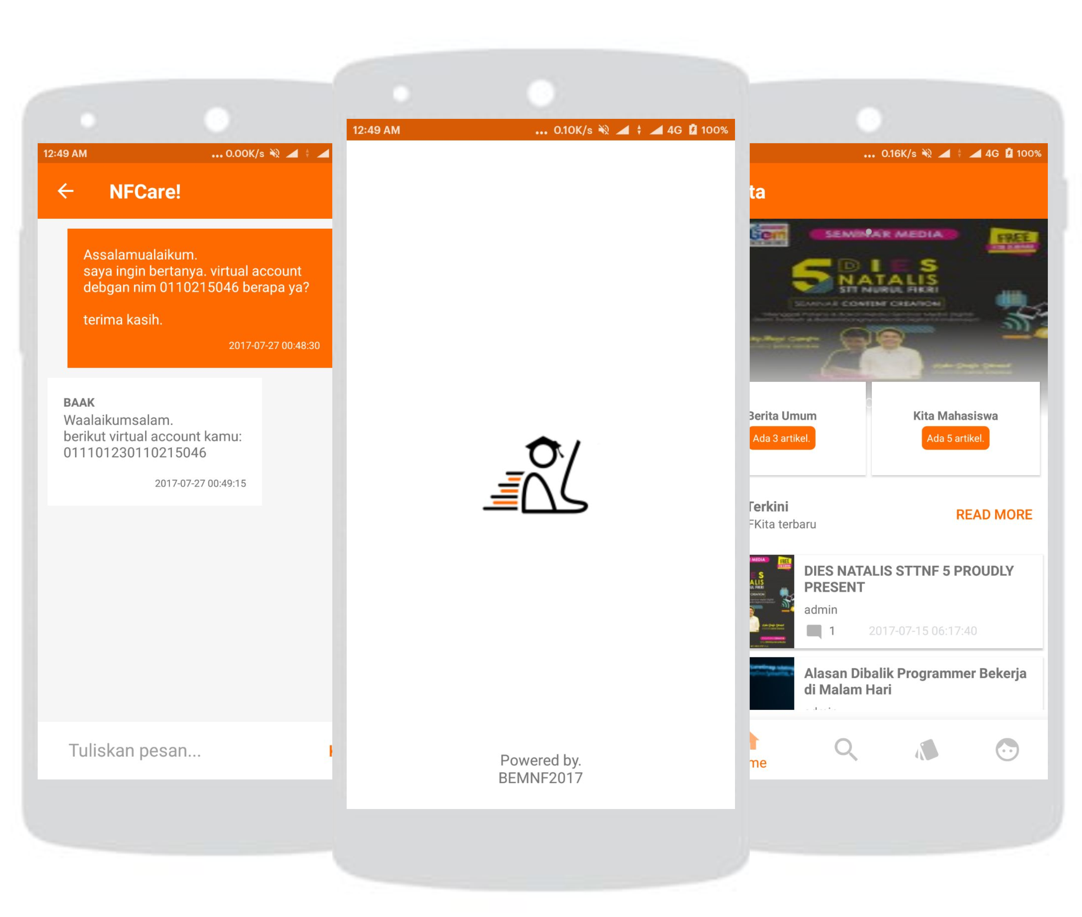 12:49 AM
... 0.00K/s
NFCare!
Assalamualaikum.
saya ingin bertanya. virtual account
debgan nim 0110215046 berapa ya?
terima kasih.
2017-07-27 00:48:30
BAAK
Waalaikumsalam.
berikut virtual account kamu:
011101230110215046
2017-07-27 00:49:15
Tuliskan pesan...
12:49 AM
... 0.10K/s
4G
100%
Powered by.
BEMNF2017
... 0.16K/s
4G
100%
ta
SEMINAR MEDIA
FREE
5 DIES
NATALIS
STT NURUL FIKRI
SEMINAR CONTENT CREATION
Berita Umum
Ada 3 artikel.
Kita Mahasiswa
Ada 5 artikel.
Terkini
FKita terbaru
READ MORE
DIES NATALIS STTNF 5 PROUDLY
PRESENT
admin
1
2017-07-15 06:17:40
Alasan Dibalik Programmer Bekerja
di Malam Hari
me